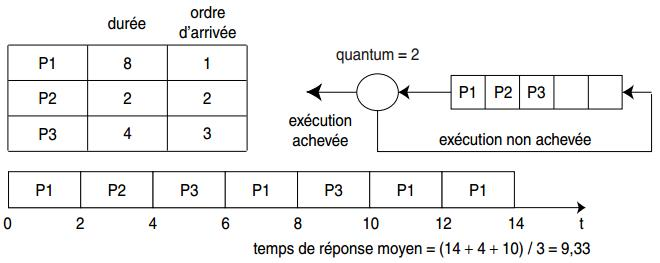 durée
ordre
d'arrivée
P1 8 1
P2 2 2
P3 4 3
quantum = 2
P1 P2 P3
exécution
achevée
exécution non achevée
P1 P2 P3 P1 P3 P1 P1
0 2 4 6 8 10 12 14 t
temps de réponse moyen = (14 + 4 + 10) / 3 = 9,33